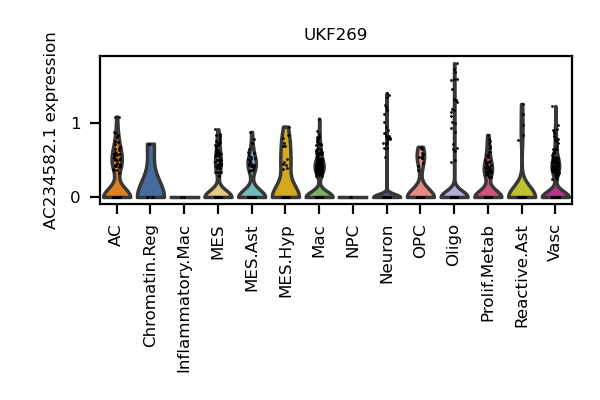 UKF269
AC234582.1 expression
1
0
AC
Chromatin.Reg
Inflammatory.Mac
MES
MES.Ast
MES.Hyp
Mac
NPC
Neuron
OPC
Oligo
Prolif.Metab
Reactive.Ast
Vasc